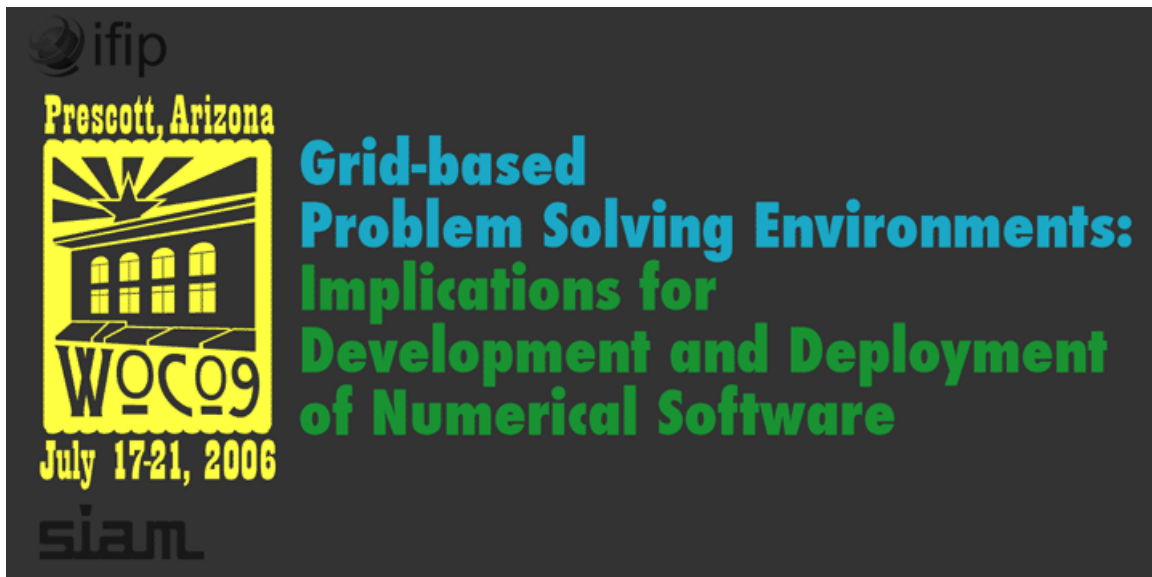 ifip
Prescott, Arizona
WOCO9
July 17-21, 2006
siam
Grid-based
Problem Solving Environments:
Implications for
Development and Deployment
of Numerical Software